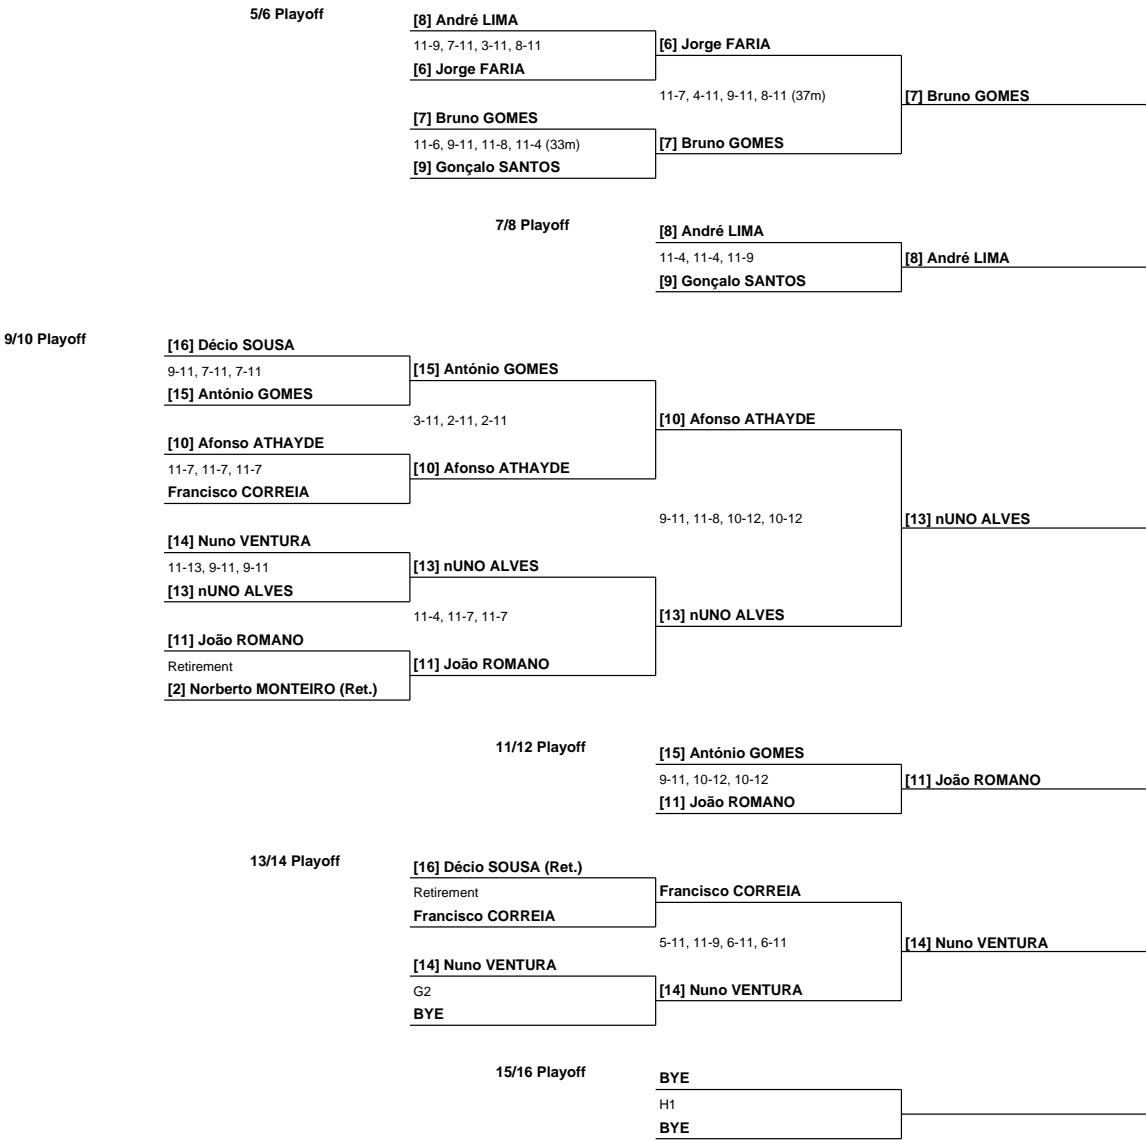 5/6 Playoff
[8] André LIMA
11-9, 7-11, 3-11, 8-11
[6] Jorge FARIA
[6] Jorge FARIA
11-7, 4-11, 9-11, 8-11 (37m)
[7] Bruno GOMES
[7] Bruno GOMES
11-6, 9-11, 11-8, 11-4 (33m)
[7] Bruno GOMES
[9] Gonçalo SANTOS
7/8 Playoff
[8] André LIMA
11-4, 11-4, 11-9
[8] André LIMA
[9] Gonçalo SANTOS
9/10 Playoff
[16] Décio SOUSA
9-11, 7-11, 7-11
[15] António GOMES
[15] António GOMES
3-11, 2-11, 2-11
[10] Afonso ATHAYDE
[10] Afonso ATHAYDE
11-7, 11-7, 11-7
[10] Afonso ATHAYDE
Francisco CORREIA
9-11, 11-8, 10-12, 10-12
[13] nUNO ALVES
[14] Nuno VENTURA
11-13, 9-11, 9-11
[13] nUNO ALVES
[13] nUNO ALVES
11-4, 11-7, 11-7
[13] nUNO ALVES
[11] João ROMANO
Retirement
[11] João ROMANO
[2] Norberto MONTEIRO (Ret.)
11/12 Playoff
[15] António GOMES
9-11, 10-12, 10-12
[11] João ROMANO
[11] João ROMANO
13/14 Playoff
[16] Décio SOUSA (Ret.)
Retirement
Francisco CORREIA
Francisco CORREIA
5-11, 11-9, 6-11, 6-11
[14] Nuno VENTURA
[14] Nuno VENTURA
G2
[14] Nuno VENTURA
BYE
15/16 Playoff
BYE
H1
BYE